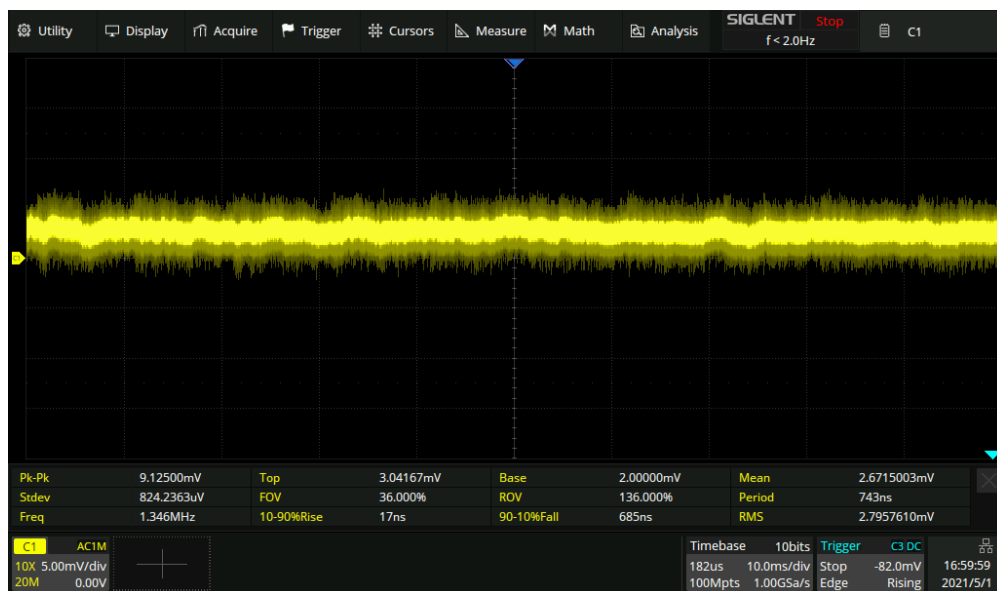 Utility Display Acquire Trigger Cursors Measure Math Analysis SIGLENT Stop C1
f < 2.0Hz
C1
Pk-Pk 9.12500mV Top 3.04167mV Base 2.00000mV Mean 2.6715003mV
Stdev 824.2363uV FOV 36.000% ROV 136.000% Period 743ns
Freq 1.346MHz 10-90%Rise 17ns 90-10%Fall 685ns RMS 2.7957610mV
C1 AC1M Timebase 10bits Trigger C3 DC
10X 5.00mV/div 182us 10.0ms/div Stop -82.0mV 16:59:59
20M 0.00V 100Mpts 1.00GSa/s Edge Rising 2021/5/1